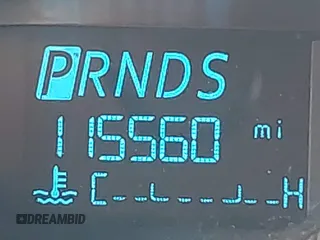 PRNDS
115560 mi
C H
DREAMBID